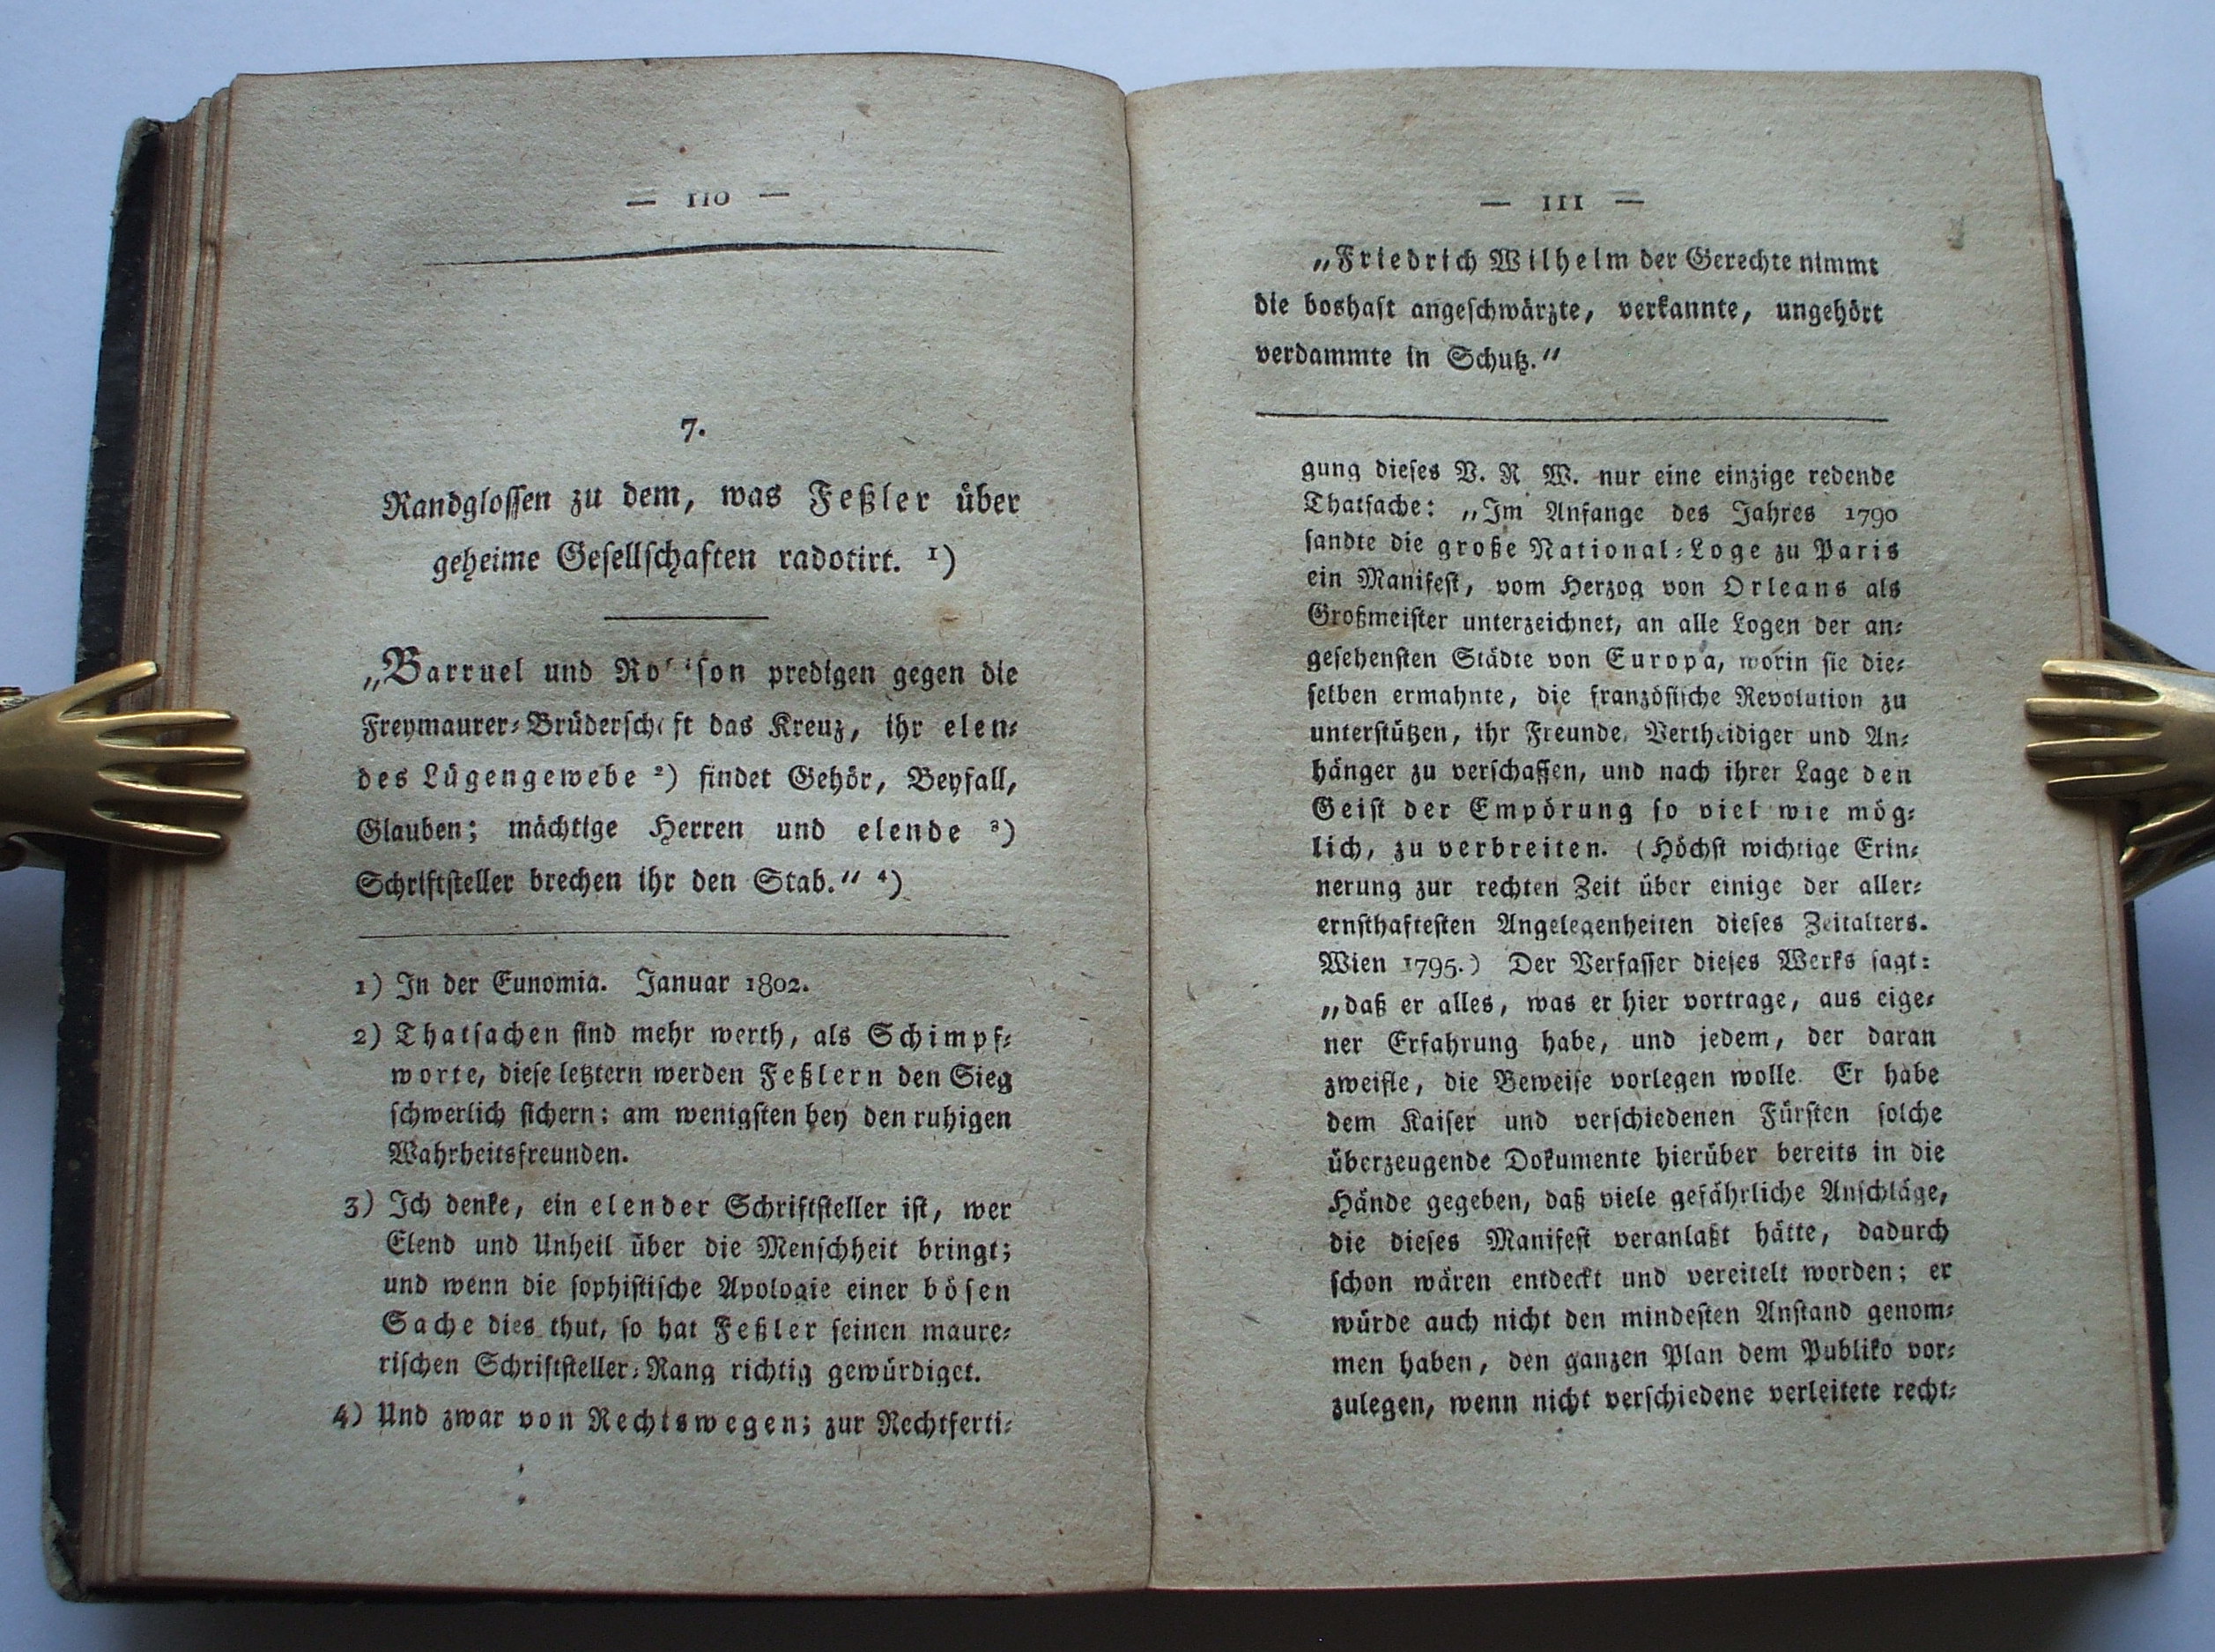 — 110 —
7.
Randglossen zu dem, was Feßler über
geheime Gesellschaften radotirt. 1)
„Barruel und Ro son predigen gegen die
Freymaurer-Brüderschaft das Kreuz, ihr elen-
des Lügengewebe 2) findet Gehör, Beyfall,
Glauben; mächtige Herren und elende 3)
Schriftsteller brechen ihr den Stab." 4)
1) In der Eunomia. Januar 1802.
2) Thatsachen sind mehr werth, als Schimpf-
worte, diese letztern werden Feßlern den Sieg
schwerlich sichern; am wenigsten bey den ruhigen
Wahrheitsfreunden.
3) Ich denke, ein elender Schriftsteller ist, wer
Elend und Unheil über die Menschheit bringt;
und wenn die sophistische Apologie einer bösen
Sache dies thut, so hat Feßler seinen maure-
rischen Schriftsteller-Rang richtig gewürdiget.
4) Und zwar von Rechtswegen; zur Rechtferti-
— 111 —
„Friedrich Wilhelm der Gerechte nimmt
die boshaft angeschwärzte, verkannte, ungehört
verdammte in Schutz."
gung dieses V. R W. nur eine einzige redende
Thatsache: „Im Anfange des Jahres 1790
sandte die große National-Loge zu Paris
ein Manifest, vom Herzog von Orleans als
Großmeister unterzeichnet, an alle Logen der an-
gesehensten Städte von Europa, worin sie die-
selben ermahnte, die französische Revolution zu
unterstützen, ihr Freunde, Vertheidiger und An-
hänger zu verschaffen, und nach ihrer Lage den
Geist der Empörung so viel wie mög-
lich, zu verbreiten. (Höchst wichtige Erin-
nerung zur rechten Zeit über einige der aller-
ernsthaftesten Angelegenheiten dieses Zeitalters.
Wien 1795.) Der Verfasser dieses Werks sagt:
„daß er alles, was er hier vortrage, aus eige-
ner Erfahrung habe, und jedem, der daran
zweifle, die Beweise vorlegen wolle. Er habe
dem Kaiser und verschiedenen Fürsten solche
überzeugende Dokumente hierüber bereits in die
Hände gegeben, daß viele gefährliche Anschläge,
die dieses Manifest veranlaßt hätte, dadurch
schon wären entdeckt und vereitelt worden; er
würde auch nicht den mindesten Anstand genom-
men haben, den ganzen Plan dem Publiko vor-
zulegen, wenn nicht verschiedene verleitete recht-